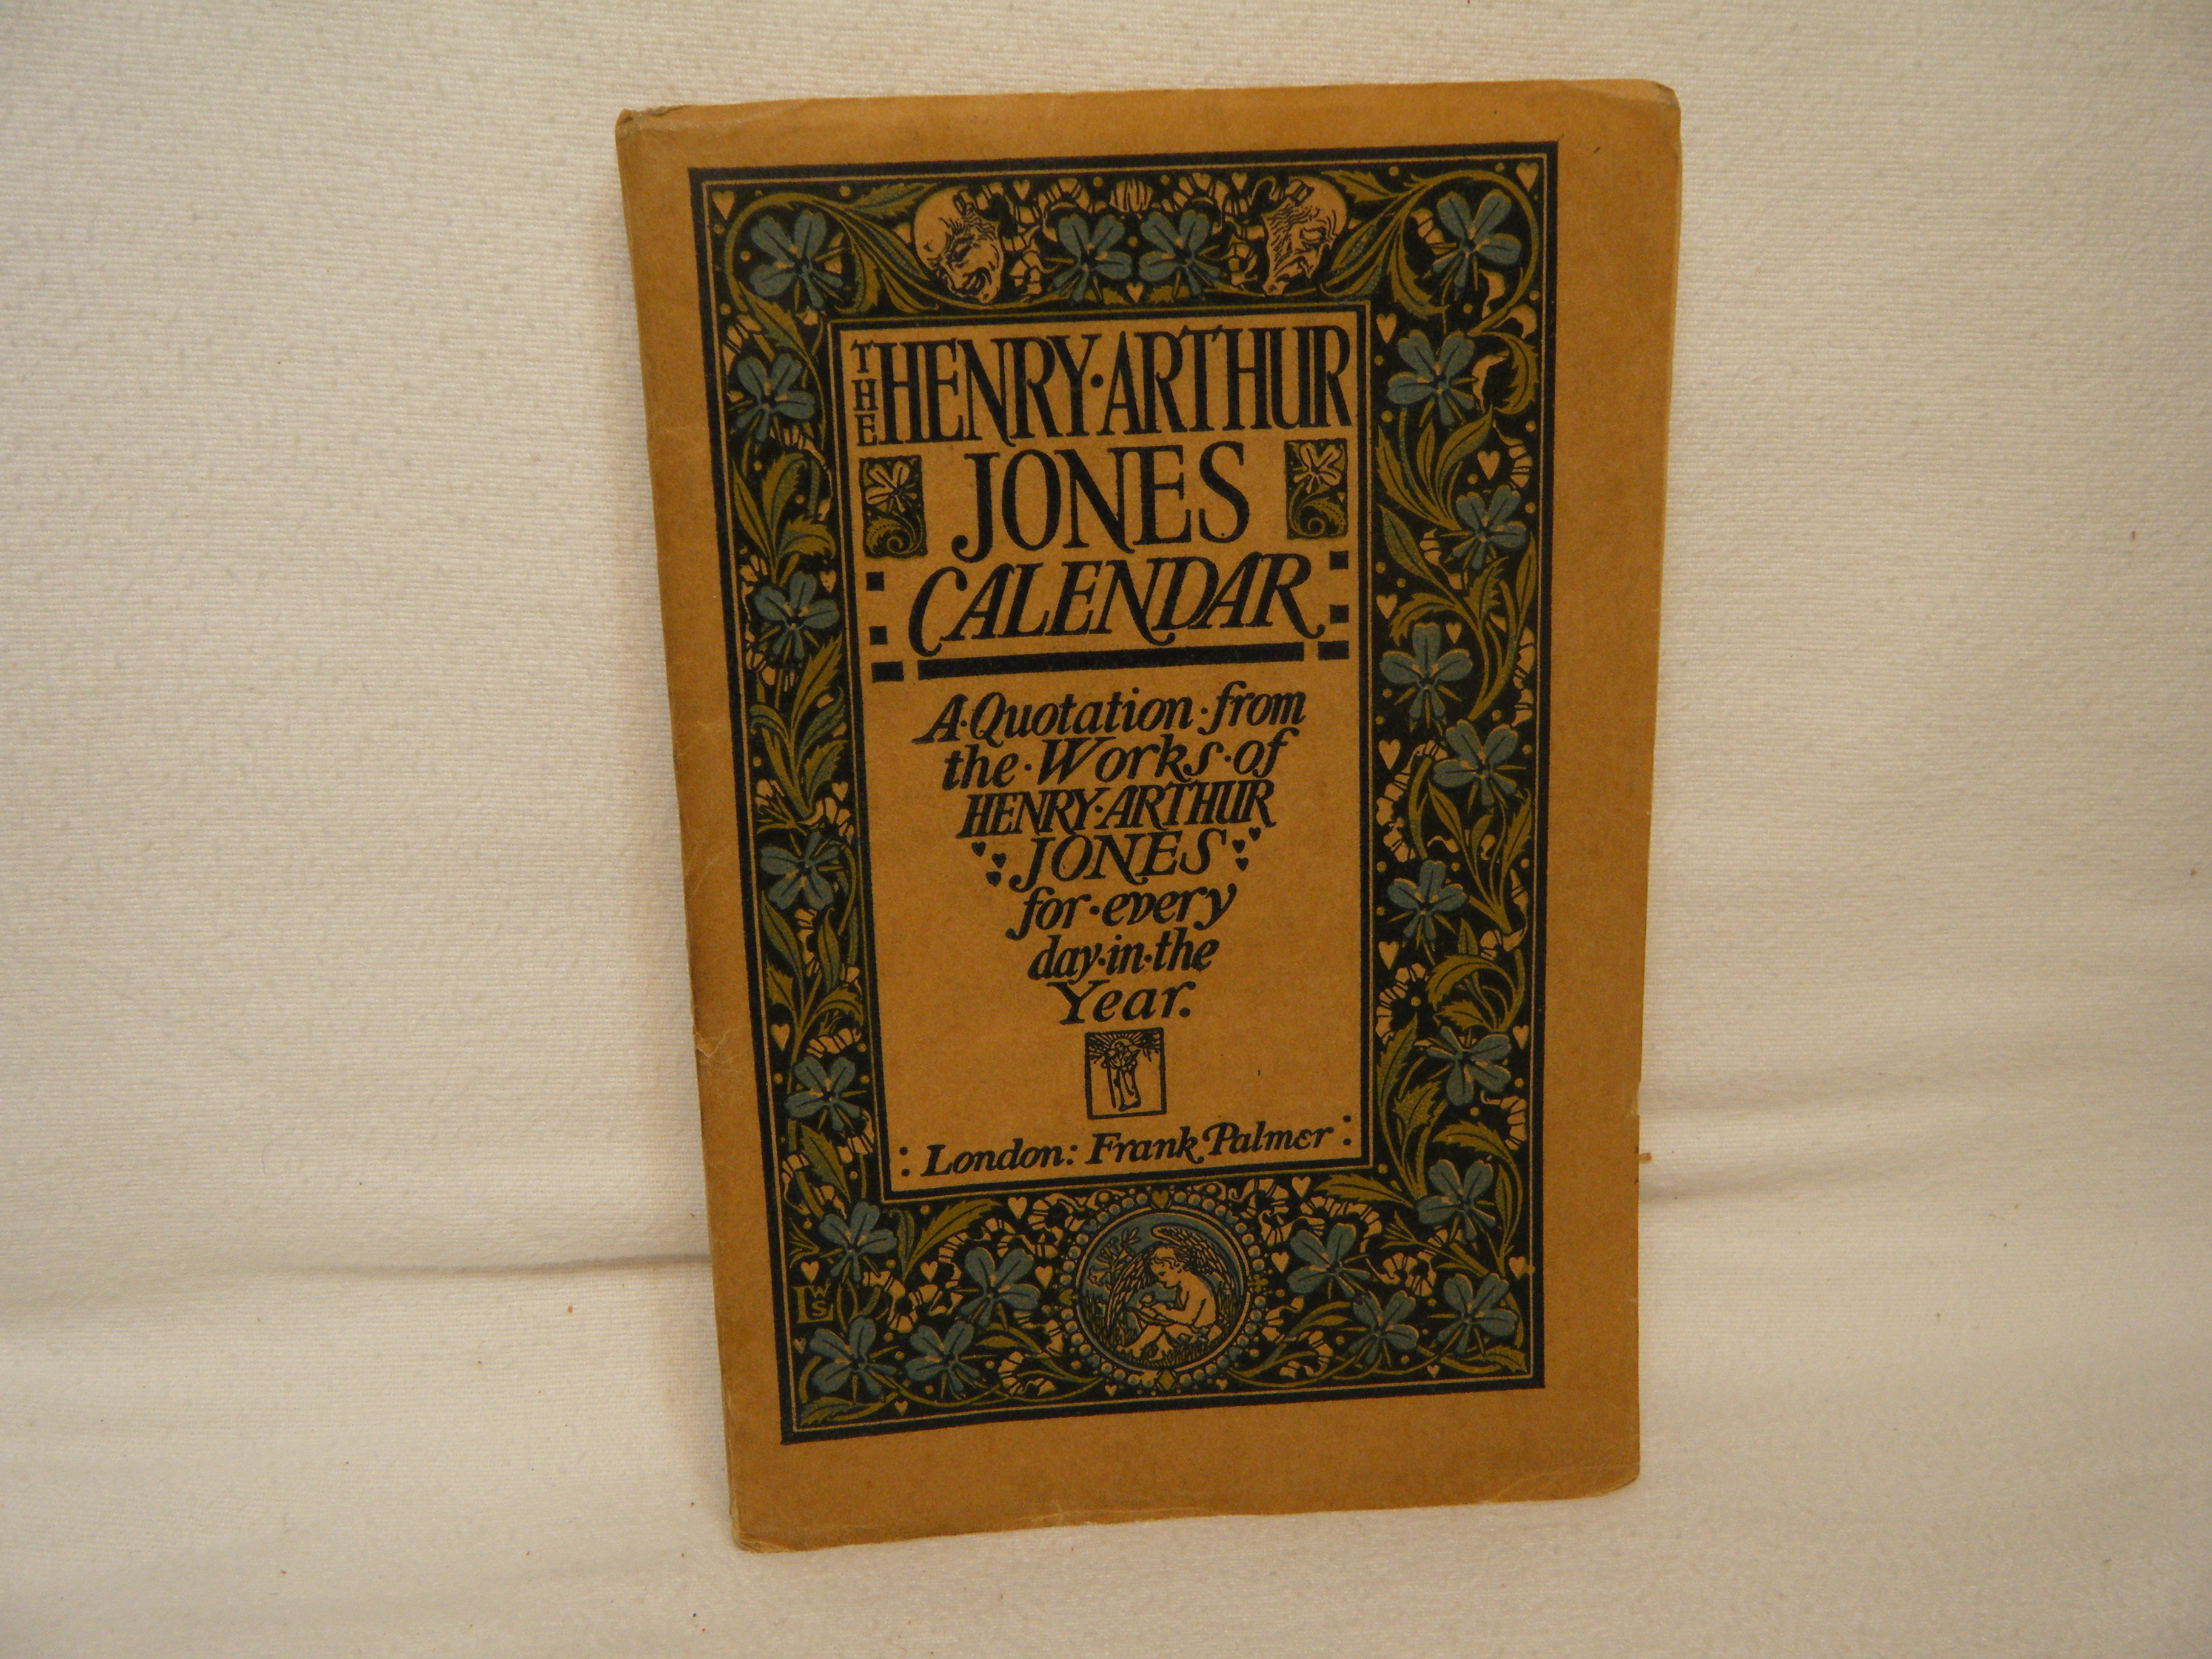 THE HENRY·ARTHUR
JONES
CALENDAR
A·Quotation·from
the·Works·of
HENRY·ARTHUR
JONES
for·every
day·in·the
Year.
London: Frank Palmer
LWS